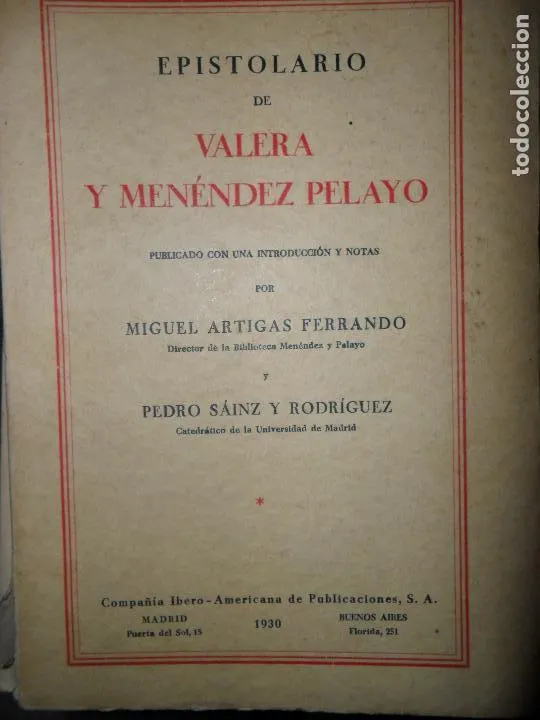 EPISTOLARIO
DE
VALERA
Y MENÉNDEZ PELAYO
PUBLICADO CON UNA INTRODUCCIÓN Y NOTAS
POR
MIGUEL ARTIGAS FERRANDO
Director de la Biblioteca Menéndez y Pelayo
Y
PEDRO SÁINZ Y RODRÍGUEZ
Catedrático de la Universidad de Madrid
*
Compañia Ibero-Americana de Publicaciones, S. A.
MADRID
Puerta del Sol, 15
1930
BUENOS AIRES
Florida, 251
todocoleccion